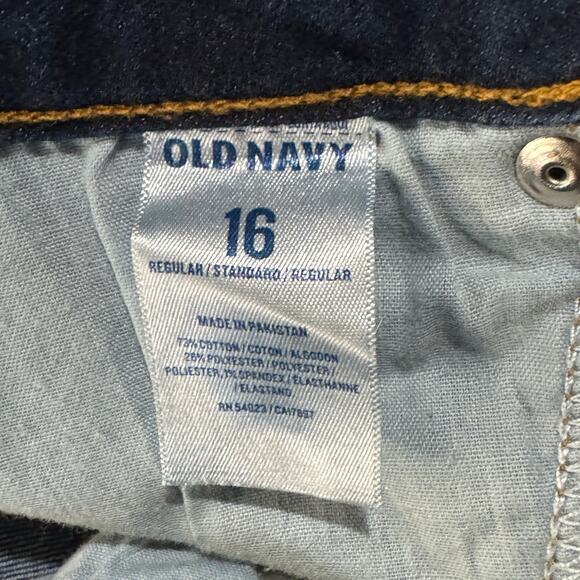 OLD NAVY
16
REGULAR / STANDARD / REGULAR
MADE IN PAKISTAN
73% COTTON / COTON / ALGODON
26% POLYESTER / POLYESTER /
POLIESTER, 1% SPANDEX / ELASTHANNE
/ ELASTANO
RN 54023 / CA17897